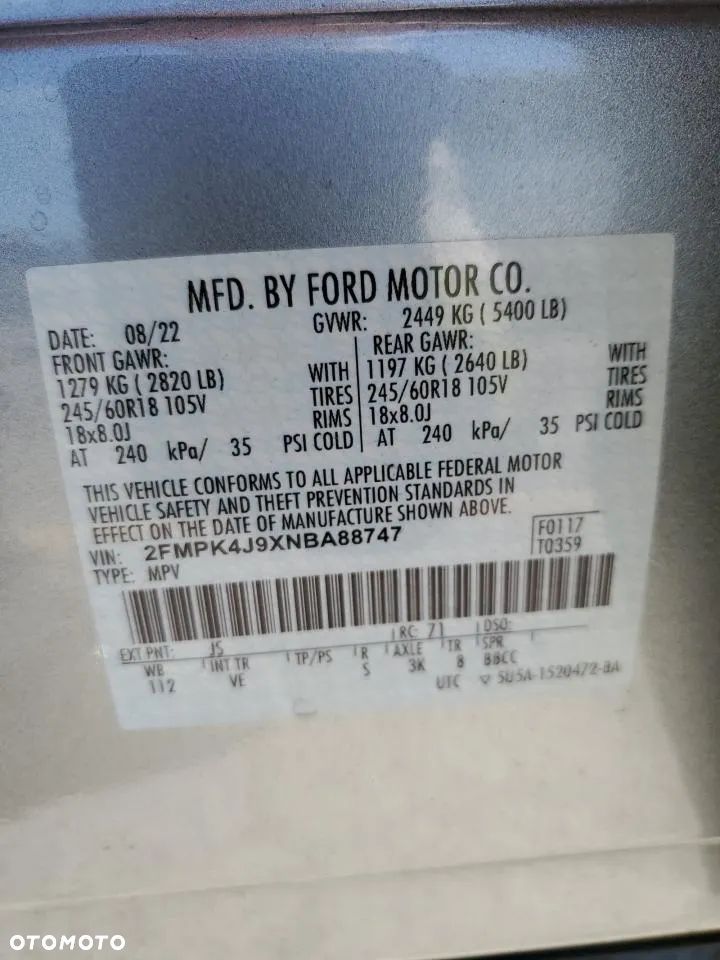 MFD. BY FORD MOTOR CO.
DATE: 08/22 GVWR: 2449 KG ( 5400 LB)
FRONT GAWR: REAR GAWR:
1279 KG ( 2820 LB) WITH 1197 KG ( 2640 LB) WITH
245/60R18 105V TIRES 245/60R18 105V TIRES
18x8.0J RIMS 18x8.0J RIMS
AT 240 kPa/ 35 PSI COLD AT 240 kPa/ 35 PSI COLD
THIS VEHICLE CONFORMS TO ALL APPLICABLE FEDERAL MOTOR
VEHICLE SAFETY AND THEFT PREVENTION STANDARDS IN
EFFECT ON THE DATE OF MANUFACTURE SHOWN ABOVE.
VIN: 2FMPK4J9XNBA88747 F0117
TYPE: MPV T0359
EXT PNT: JS RC: 71 DSO:
WB INT TR TP/PS R AXLE TR SPR
112 VE S 3K 8 BBCC
UTC ▽ 5U5A-1520472-BA
OTOMOTO